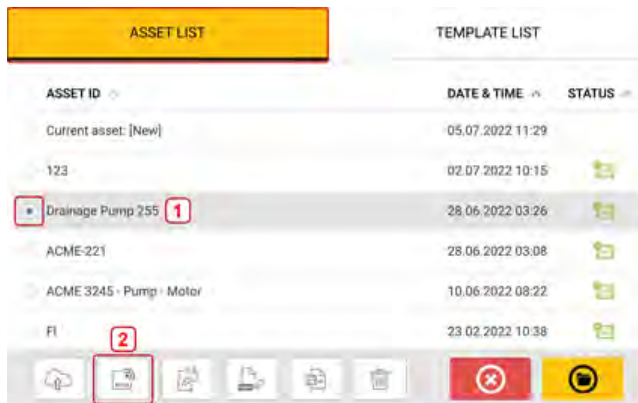 ASSET LIST TEMPLATE LIST
ASSET ID DATE & TIME STATUS
Current asset: [New] 05.07.2022 11:29
123 02.07.2022 10:15
Drainage Pump 255 1 28.06.2022 03:26
ACME-221 28.06.2022 03:08
ACME 3245 - Pump - Motor 10.06.2022 08:22
FI 23.02.2022 10:38
2